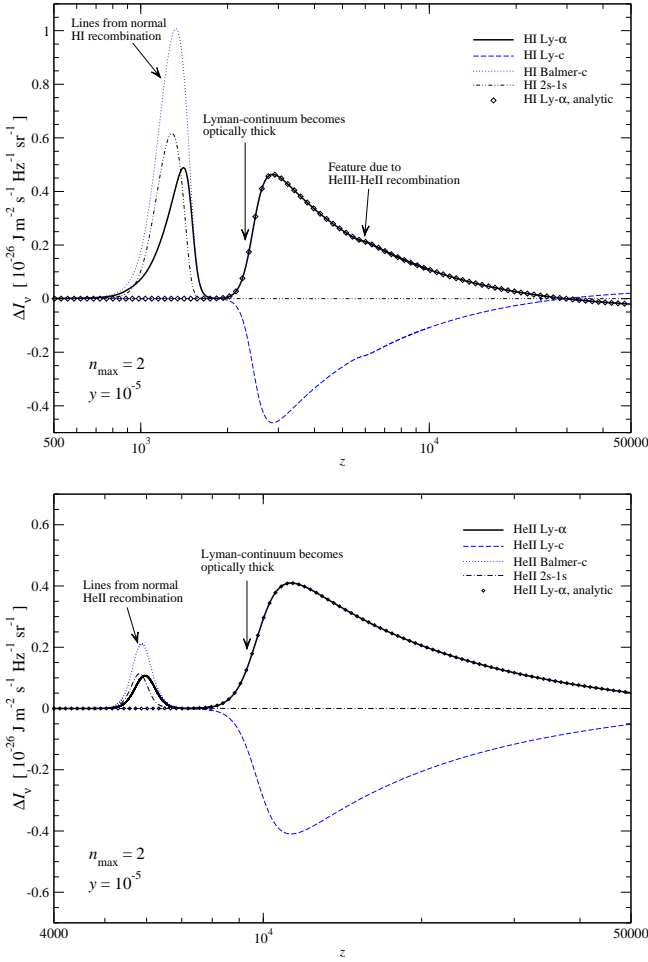 Lines from normal
HI recombination
HI Ly-α
HI Ly-c
HI Balmer-c
HI 2s-1s
HI Ly-α, analytic
Lyman-continuum becomes
optically thick
Feature due to
HeIII-HeII recombination
1
0.8
0.6
0.4
0.2
0
-0.2
-0.4
ΔI_ν [ 10^-26 J m^-2 s^-1 Hz^-1 sr^-1 ]
n_max = 2
y = 10^-5
500
10^3
10^4
50000
z
HeII Ly-α
HeII Ly-c
HeII Balmer-c
HeII 2s-1s
HeII Ly-α, analytic
Lyman-continuum becomes
optically thick
Lines from normal
HeII recombination
0.6
0.4
0.2
0
-0.2
-0.4
-0.6
ΔI_ν [ 10^-26 J m^-2 s^-1 Hz^-1 sr^-1 ]
n_max = 2
y = 10^-5
4000
10^4
50000
z